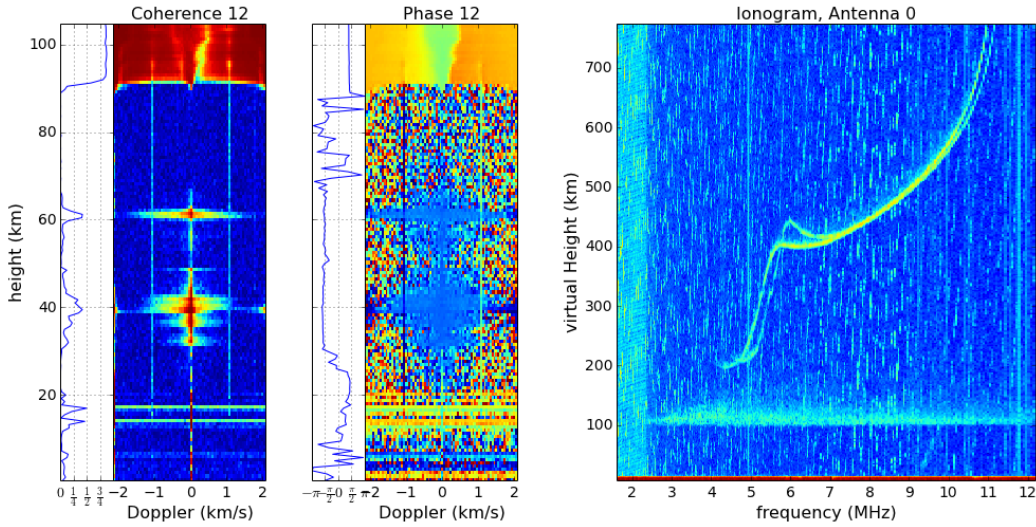 Coherence 12
Phase 12
Ionogram, Antenna 0
height (km)
100
80
60
40
20
0 1/4 1/2 3/4
−2 −1 0 1 2
Doppler (km/s)
−π −π/2 0 π/2 π
−2 −1 0 1 2
Doppler (km/s)
virtual Height (km)
700
600
500
400
300
200
100
2 3 4 5 6 7 8 9 10 11 12
frequency (MHz)